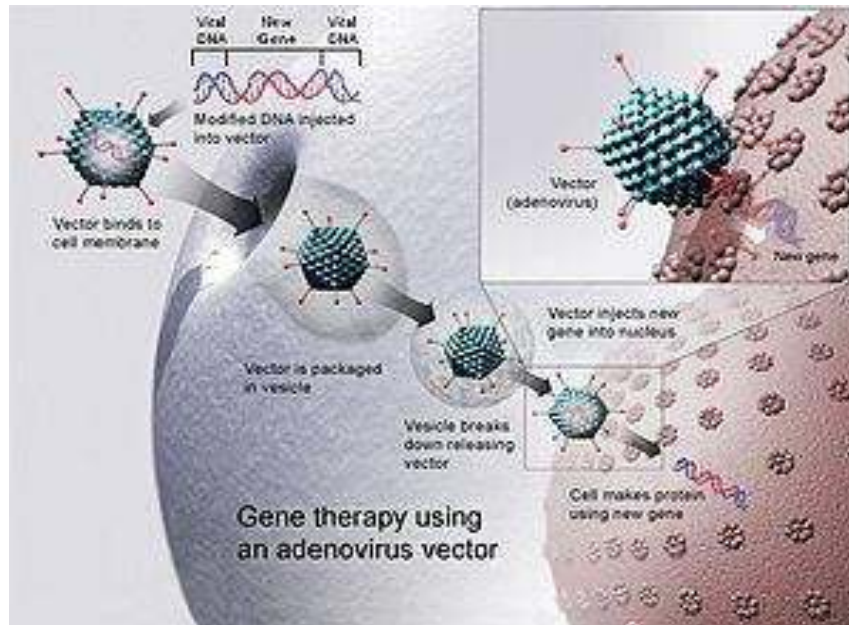 Viral New Viral
DNA Gene DNA
Modified DNA injected
into vector
Vector binds to
cell membrane
Vector
(adenovirus)
New gene
Vector injects new
gene into nucleus
Vector is packaged
in vesicle
Vesicle breaks
down releasing
vector
Cell makes protein
using new gene
Gene therapy using
an adenovirus vector